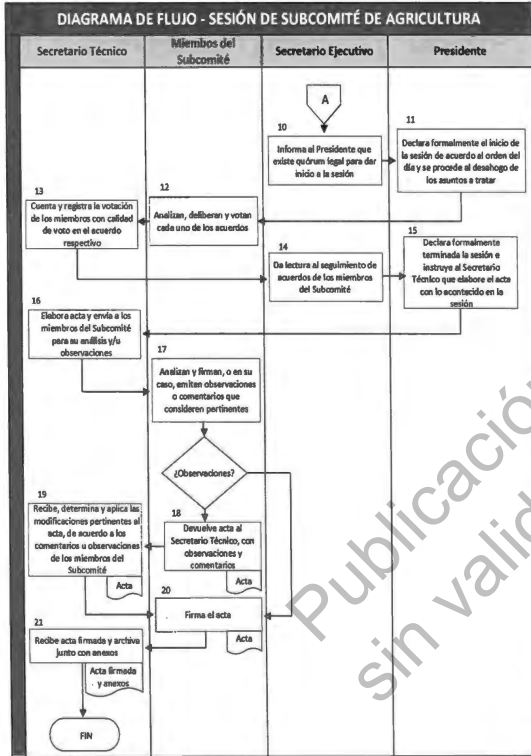 DIAGRAMA DE FLUJO - SESIÓN DE SUBCOMITÉ DE AGRICULTURA
Secretario Técnico
Miembros del
Subcomité
Secretario Ejecutivo
Presidente
A
10
Informa al Presidente que
existe quórum legal para dar
inicio a la sesión
11
Declara formalmente el inicio de
la sesión de acuerdo al orden del
día y se procede al desahogo de
los asuntos a tratar
12
Analizan, deliberan y votan
cada uno de los acuerdos
13
Cuenta y registra la votación
de los miembros con calidad
de voto en el acuerdo
respectivo
14
Da lectura al seguimiento de
acuerdos de los miembros
del Subcomité
15
Declara formalmente
terminada la sesión e
instruye al Secretario
Técnico que elabore el acta
con lo acontecido en la
sesión
16
Elabora acta y envía a los
miembros del Subcomité
para su análisis y/u
observaciones
17
Analizan y firman, o en su
caso, emitan observaciones
o comentarios que
consideren pertinentes
¿Observaciones?
18
Devuelve acta al
Secretario Técnico, con
observaciones y
comentarios
Acta
19
Recibe, determina y aplica las
modificaciones pertinentes al
acta, de acuerdo a los
comentarios u observaciones
de los miembros del
Subcomité
Acta
20
Firma el acta
Acta
21
Recibe acta firmada y archiva
junto con anexos
Acta firmada
y anexos
FIN
Publicación
sin valide